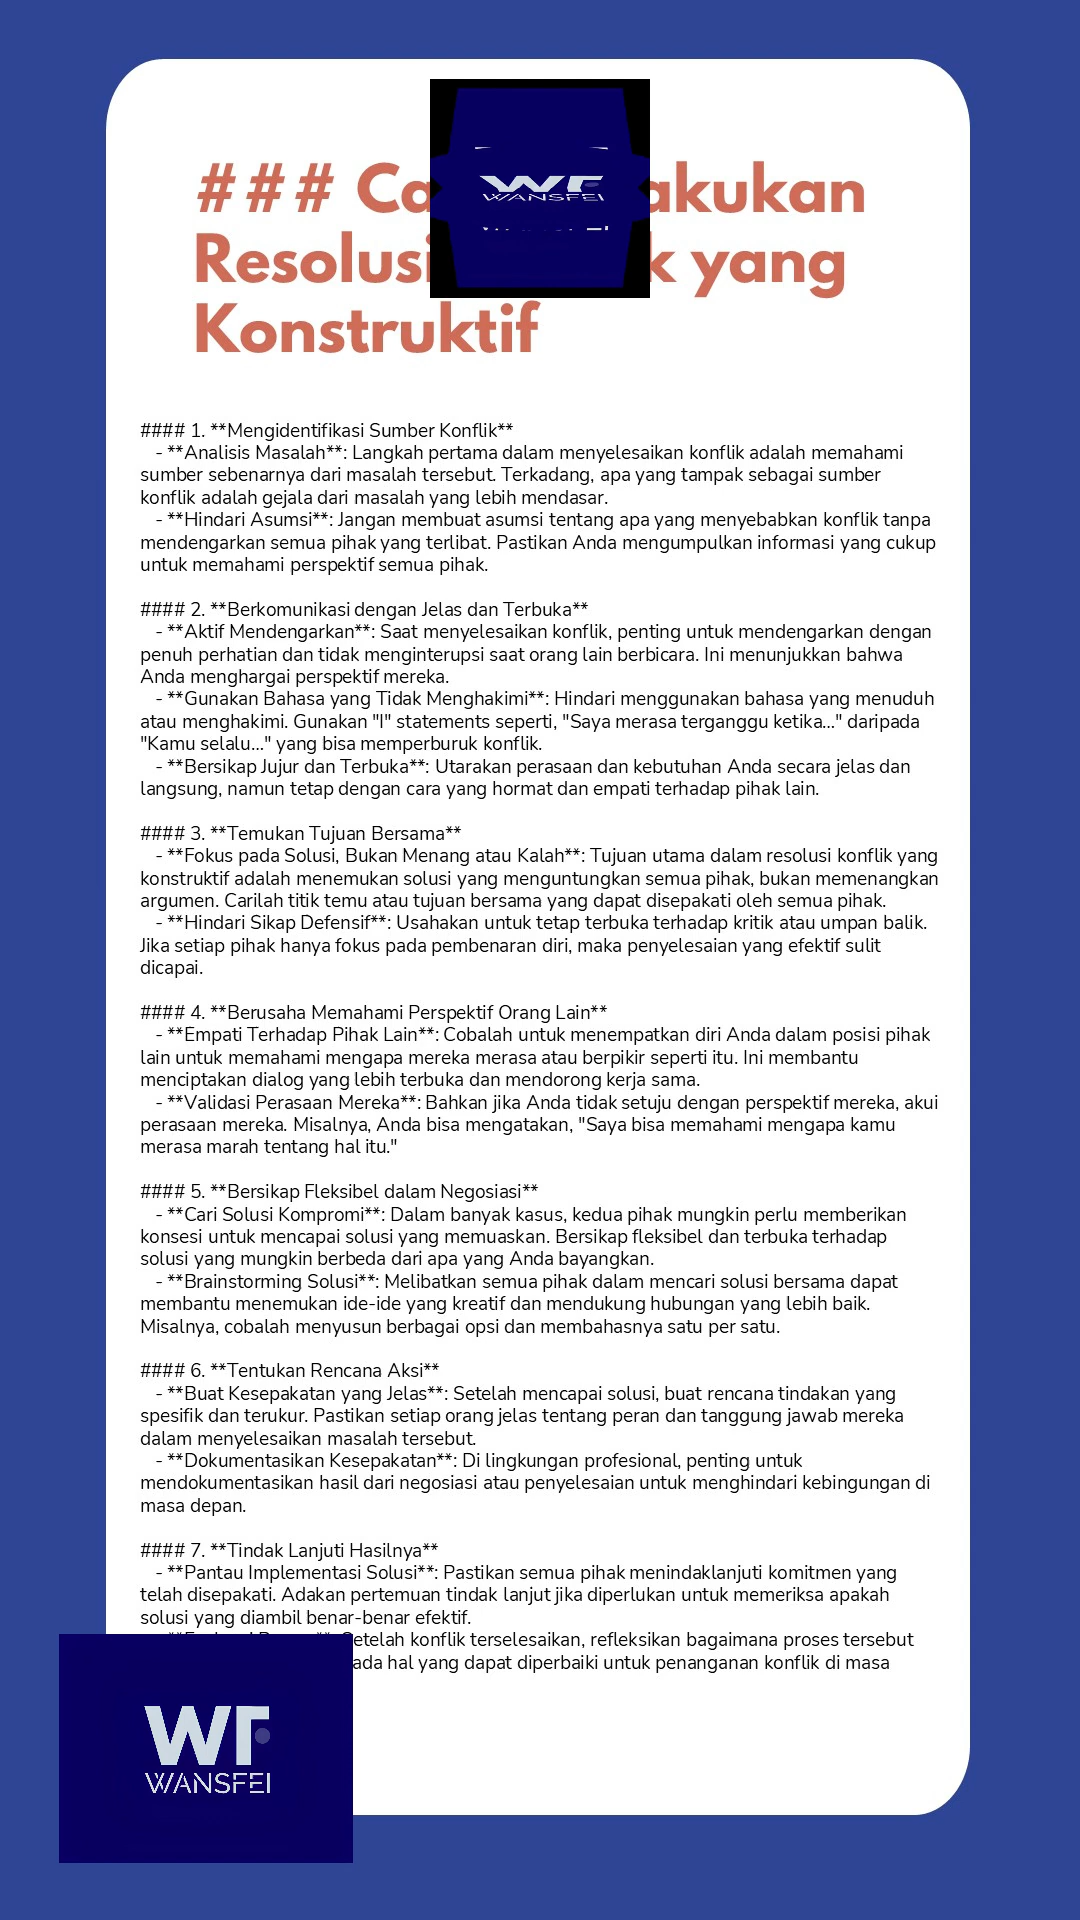 WF
WANSFEI
### akukan
Resolusi yang
Konstruktif
#### 1. **Mengidentifikasi Sumber Konflik**
- **Analisis Masalah**: Langkah pertama dalam menyelesaikan konflik adalah memahami
sumber sebenarnya dari masalah tersebut. Terkadang, apa yang tampak sebagai sumber
konflik adalah gejala dari masalah yang lebih mendasar.
- **Hindari Asumsi**: Jangan membuat asumsi tentang apa yang menyebabkan konflik tanpa
mendengarkan semua pihak yang terlibat. Pastikan Anda mengumpulkan informasi yang cukup
untuk memahami perspektif semua pihak.
#### 2. **Berkomunikasi dengan Jelas dan Terbuka**
- **Aktif Mendengarkan**: Saat menyelesaikan konflik, penting untuk mendengarkan dengan
penuh perhatian dan tidak menginterupsi saat orang lain berbicara. Ini menunjukkan bahwa
Anda menghargai perspektif mereka.
- **Gunakan Bahasa yang Tidak Menghakimi**: Hindari menggunakan bahasa yang menuduh
atau menghakimi. Gunakan "I" statements seperti, "Saya merasa terganggu ketika..." daripada
"Kamu selalu..." yang bisa memperburuk konflik.
- **Bersikap Jujur dan Terbuka**: Utarakan perasaan dan kebutuhan Anda secara jelas dan
langsung, namun tetap dengan cara yang hormat dan empati terhadap pihak lain.
#### 3. **Temukan Tujuan Bersama**
- **Fokus pada Solusi, Bukan Menang atau Kalah**: Tujuan utama dalam resolusi konflik yang
konstruktif adalah menemukan solusi yang menguntungkan semua pihak, bukan memenangkan
argumen. Carilah titik temu atau tujuan bersama yang dapat disepakati oleh semua pihak.
- **Hindari Sikap Defensif**: Usahakan untuk tetap terbuka terhadap kritik atau umpan balik.
Jika setiap pihak hanya fokus pada pembenaran diri, maka penyelesaian yang efektif sulit
dicapai.
#### 4. **Berusaha Memahami Perspektif Orang Lain**
- **Empati Terhadap Pihak Lain**: Cobalah untuk menempatkan diri Anda dalam posisi pihak
lain untuk memahami mengapa mereka merasa atau berpikir seperti itu. Ini membantu
menciptakan dialog yang lebih terbuka dan mendorong kerja sama.
- **Validasi Perasaan Mereka**: Bahkan jika Anda tidak setuju dengan perspektif mereka, akui
perasaan mereka. Misalnya, Anda bisa mengatakan, "Saya bisa memahami mengapa kamu
merasa marah tentang hal itu."
#### 5. **Bersikap Fleksibel dalam Negosiasi**
- **Cari Solusi Kompromi**: Dalam banyak kasus, kedua pihak mungkin perlu memberikan
konsesi untuk mencapai solusi yang memuaskan. Bersikap fleksibel dan terbuka terhadap
solusi yang mungkin berbeda dari apa yang Anda bayangkan.
- **Brainstorming Solusi**: Melibatkan semua pihak dalam mencari solusi bersama dapat
membantu menemukan ide-ide yang kreatif dan mendukung hubungan yang lebih baik.
Misalnya, cobalah menyusun berbagai opsi dan membahasnya satu per satu.
#### 6. **Tentukan Rencana Aksi**
- **Buat Kesepakatan yang Jelas**: Setelah mencapai solusi, buat rencana tindakan yang
spesifik dan terukur. Pastikan setiap orang jelas tentang peran dan tanggung jawab mereka
dalam menyelesaikan masalah tersebut.
- **Dokumentasikan Kesepakatan**: Di lingkungan profesional, penting untuk
mendokumentasikan hasil dari negosiasi atau penyelesaian untuk menghindari kebingungan di
masa depan.
#### 7. **Tindak Lanjuti Hasilnya**
- **Pantau Implementasi Solusi**: Pastikan semua pihak menindaklanjuti komitmen yang
telah disepakati. Adakan pertemuan tindak lanjut jika diperlukan untuk memeriksa apakah
solusi yang diambil benar-benar efektif.
Setelah konflik terselesaikan, refleksikan bagaimana proses tersebut
ada hal yang dapat diperbaiki untuk penanganan konflik di masa
WF
WANSFEI